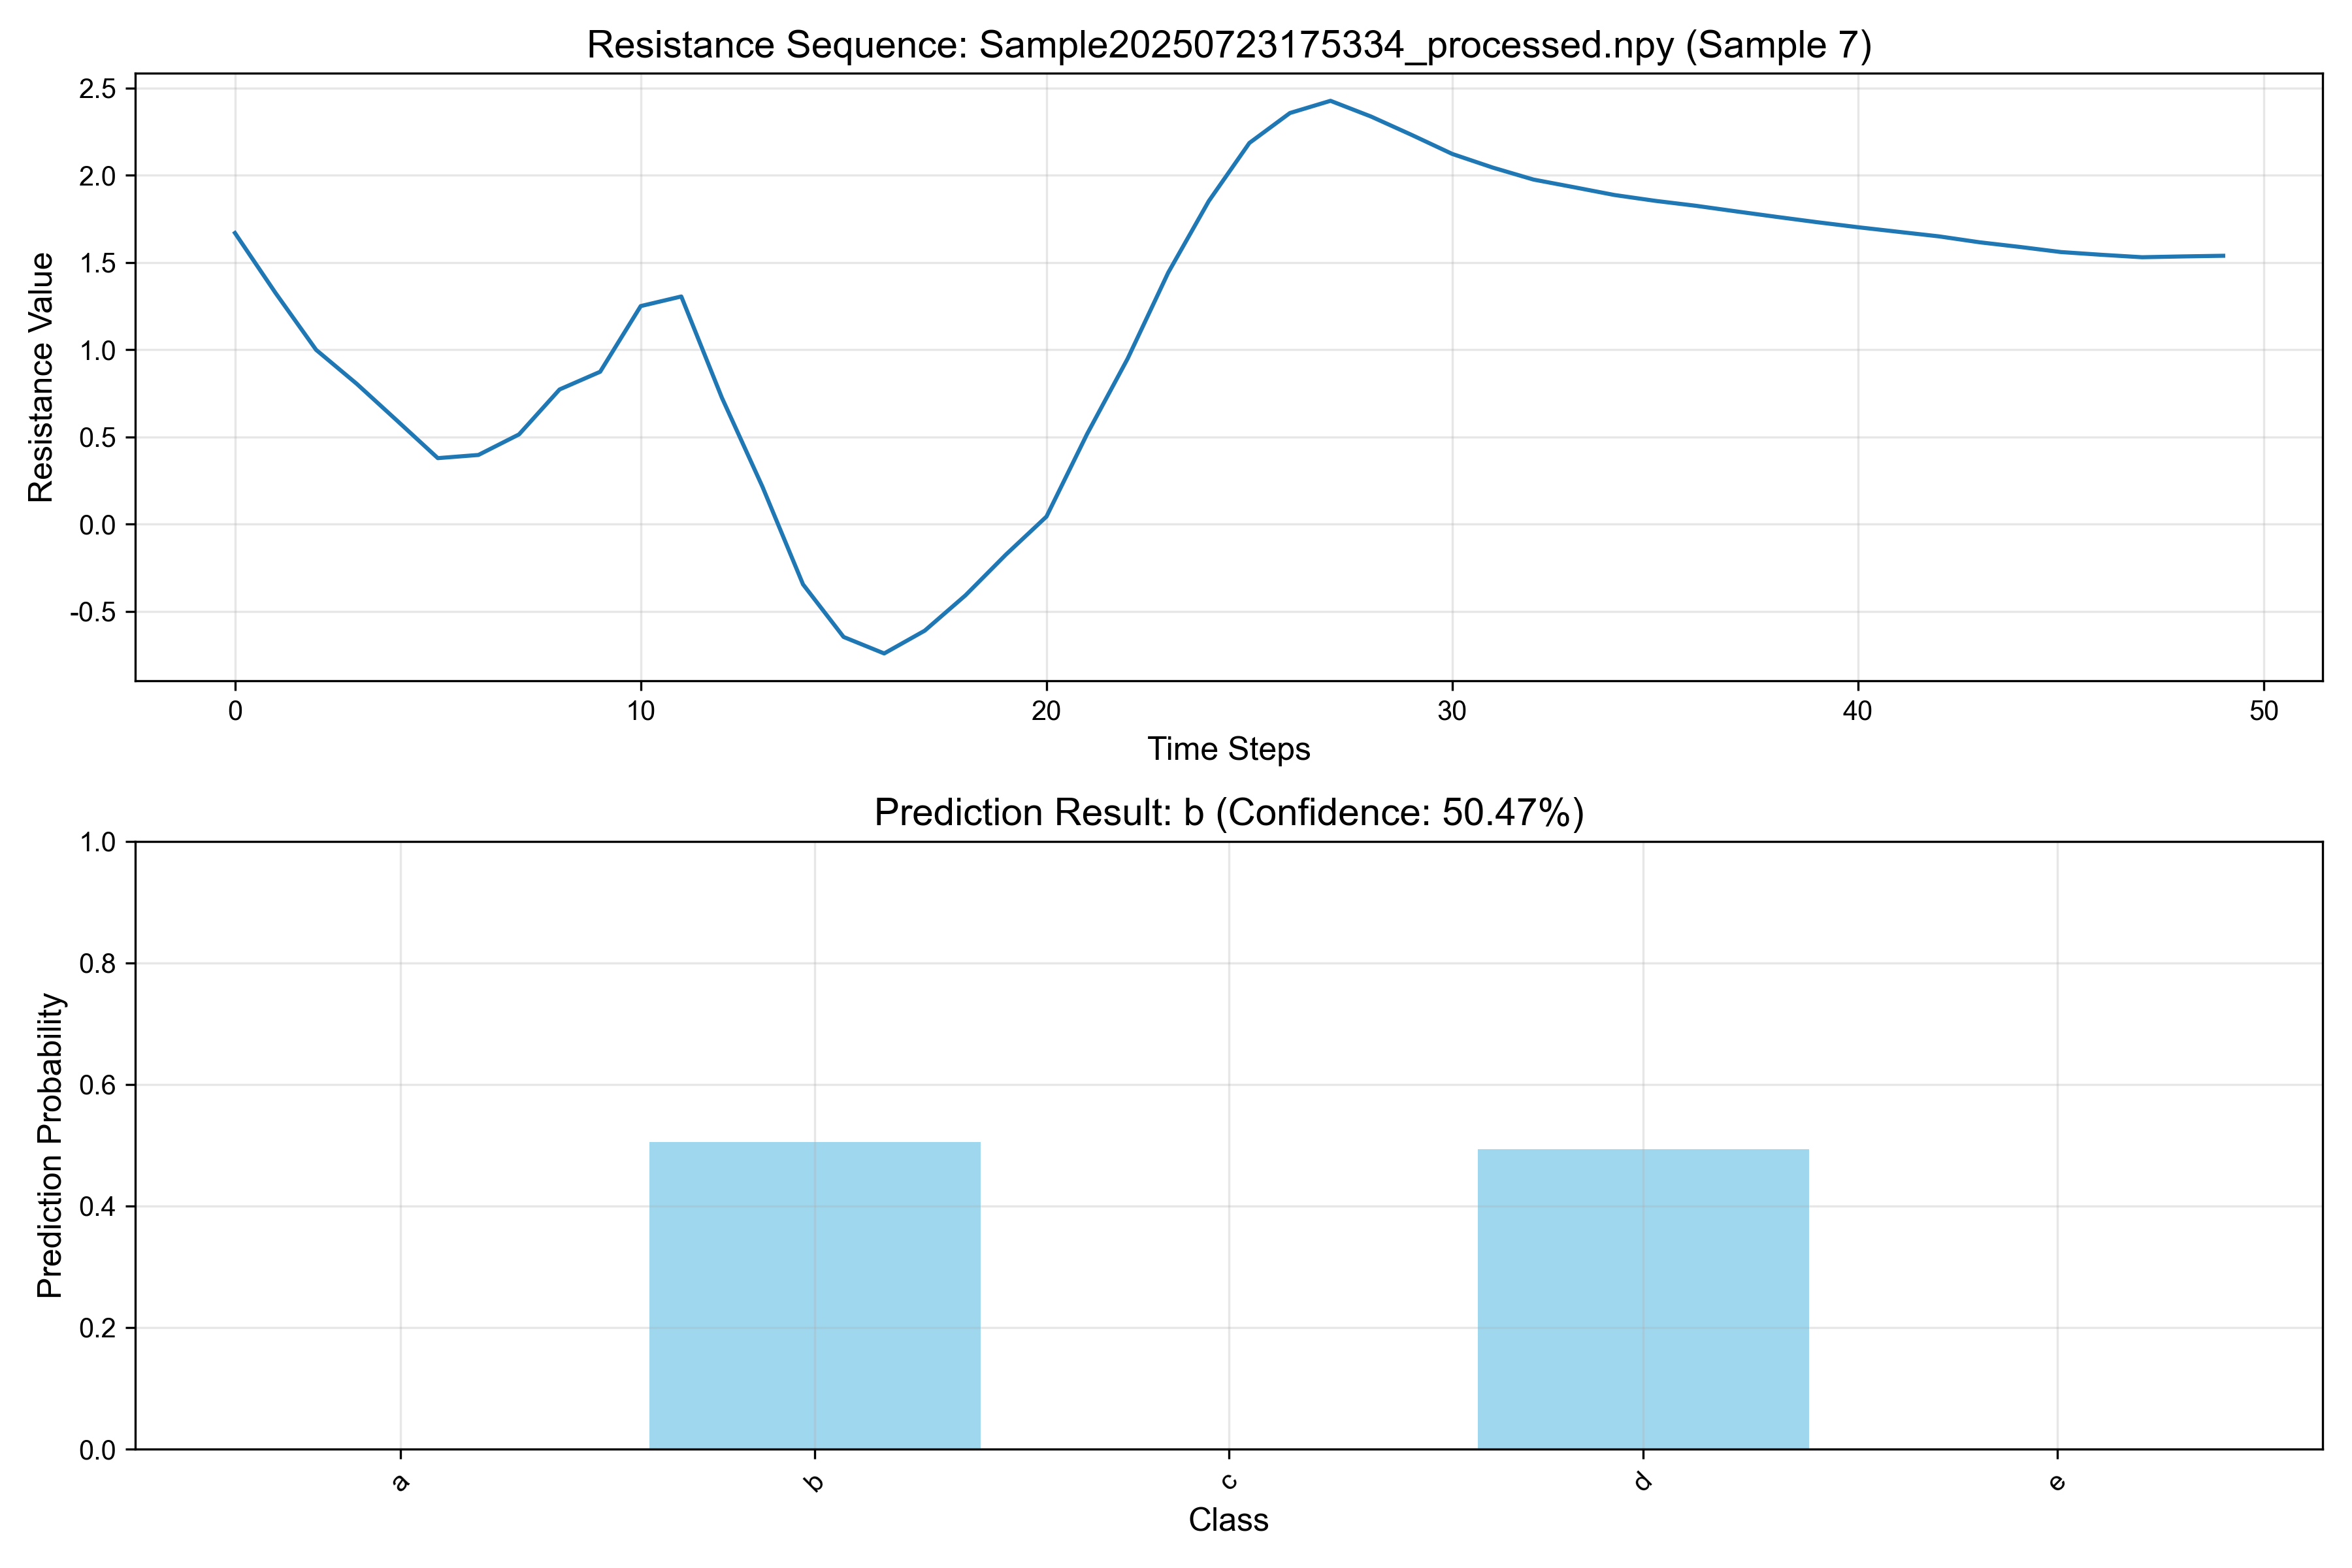 Resistance Sequence: Sample20250723175334_processed.npy (Sample 7)
2.5
2.0
1.5
1.0
0.5
0.0
-0.5
Resistance Value
0 10 20 30 40 50
Time Steps
Prediction Result: b (Confidence: 50.47%)
1.0
0.8
0.6
0.4
0.2
0.0
Prediction Probability
a b c d e
Class